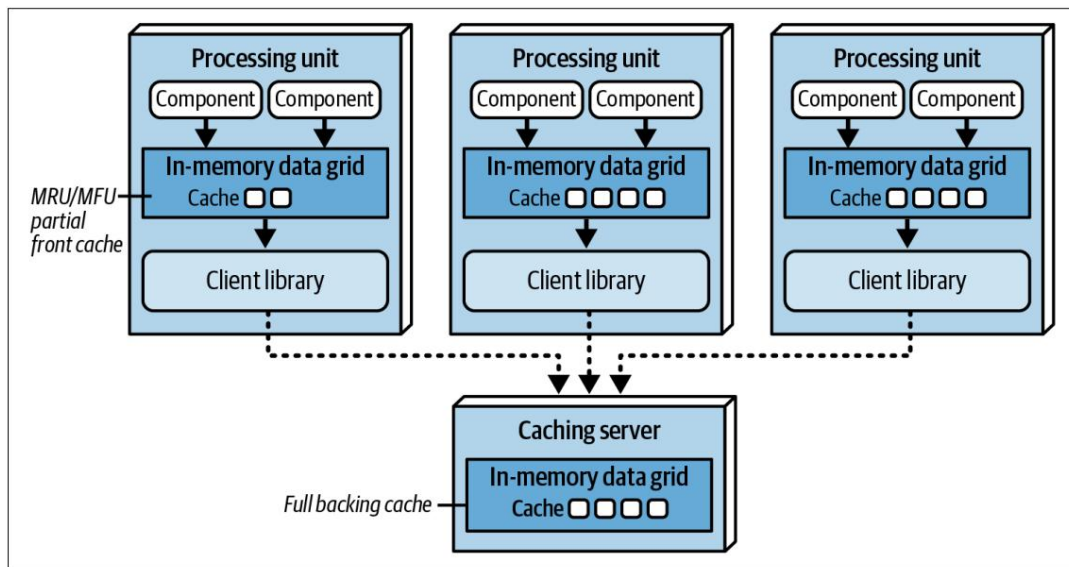 Processing unit
Component
Component
In-memory data grid
Cache
Client library
MRU/MFU
partial
front cache
Processing unit
Component
Component
In-memory data grid
Cache
Client library
Processing unit
Component
Component
In-memory data grid
Cache
Client library
Caching server
In-memory data grid
Cache
Full backing cache